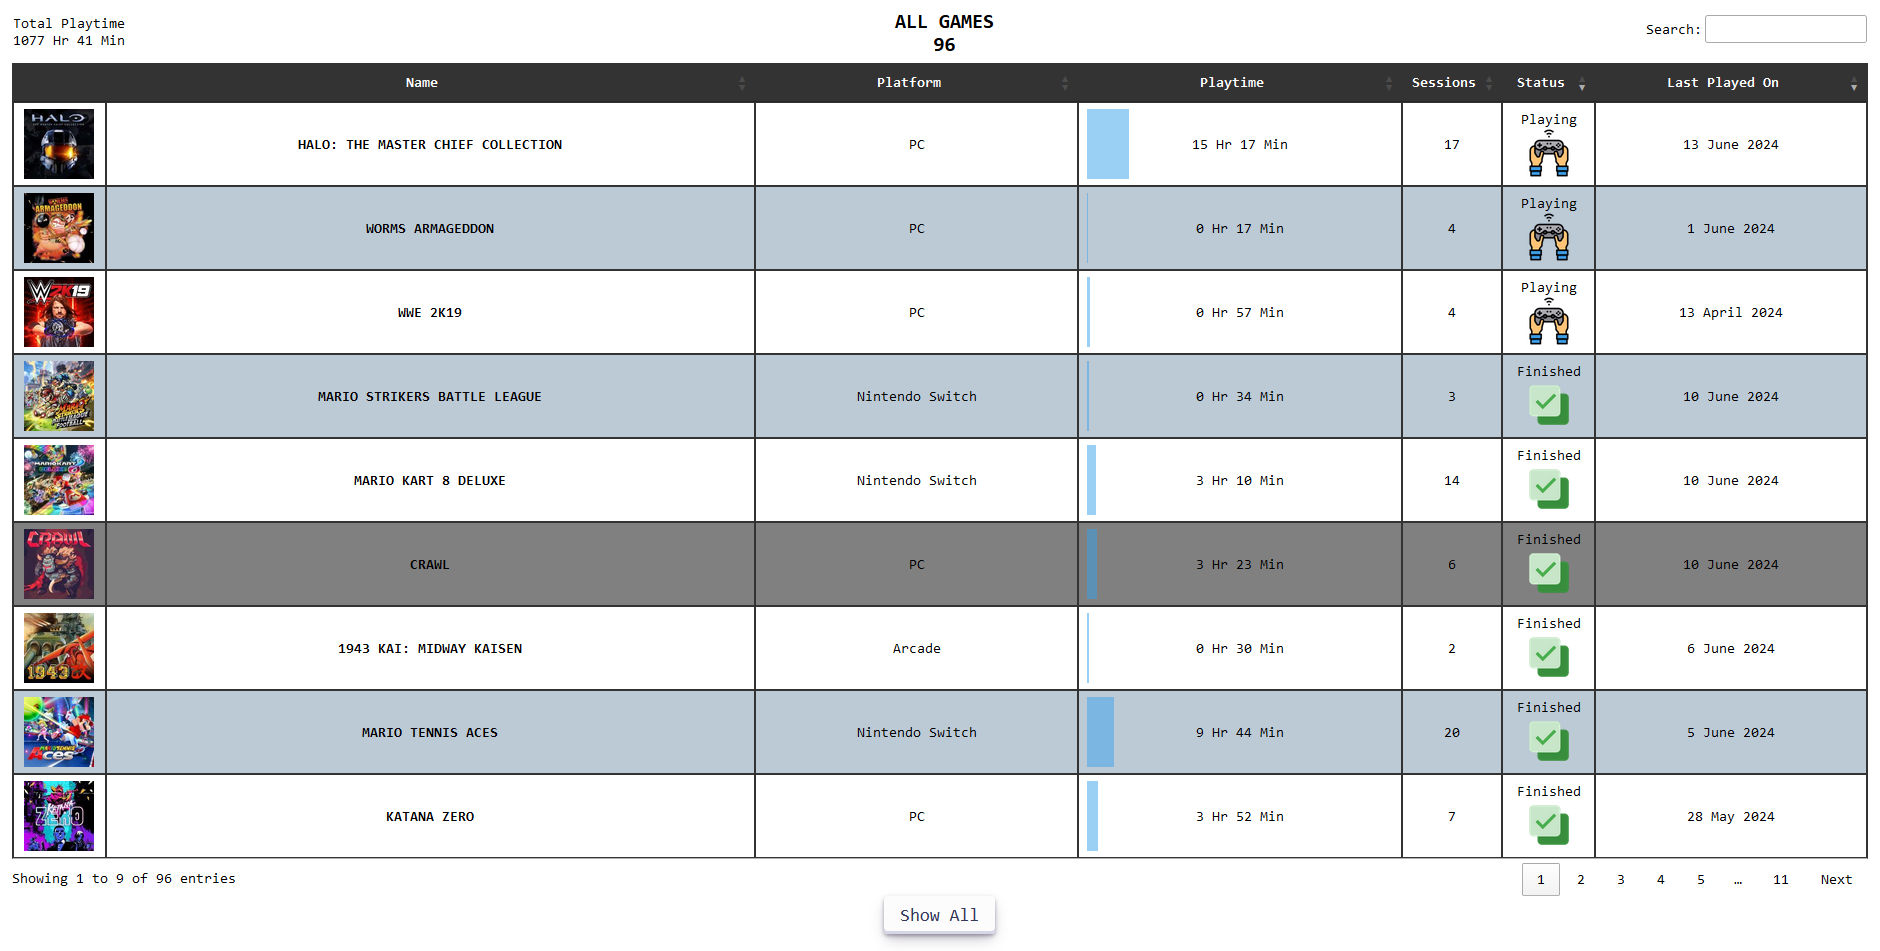 Total Playtime
1077 Hr 41 Min
ALL GAMES
96
Search:
Name Platform Playtime Sessions Status Last Played On
HALO
HALO: THE MASTER CHIEF COLLECTION PC 15 Hr 17 Min 17 Playing 13 June 2024
ARMAGEDDON
WORMS ARMAGEDDON PC 0 Hr 17 Min 4 Playing 1 June 2024
W 2K19
WWE 2K19 PC 0 Hr 57 Min 4 Playing 13 April 2024
MARIO STRIKERS BATTLE LEAGUE Nintendo Switch 0 Hr 34 Min 3 Finished 10 June 2024
MARIO KART 8 DELUXE Nintendo Switch 3 Hr 10 Min 14 Finished 10 June 2024
CRAWL
CRAWL PC 3 Hr 23 Min 6 Finished 10 June 2024
1943
1943 KAI: MIDWAY KAISEN Arcade 0 Hr 30 Min 2 Finished 6 June 2024
ACES
MARIO TENNIS ACES Nintendo Switch 9 Hr 44 Min 20 Finished 5 June 2024
KATANA ZERO
KATANA ZERO PC 3 Hr 52 Min 7 Finished 28 May 2024
Showing 1 to 9 of 96 entries
1 2 3 4 5 … 11 Next
Show All